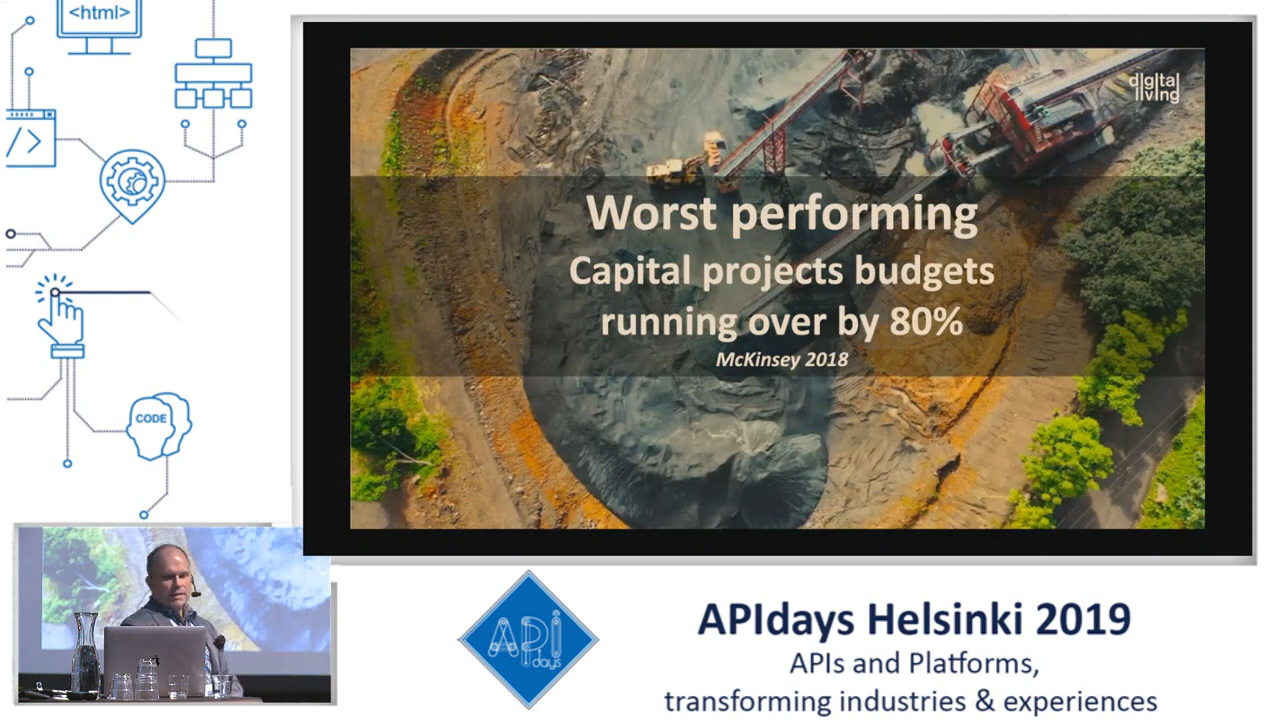 <html>
</>
CODE
digital
living
Worst performing
Capital projects budgets
running over by 80%
McKinsey 2018
API
days
APIdays Helsinki 2019
APIs and Platforms,
transforming industries & experiences